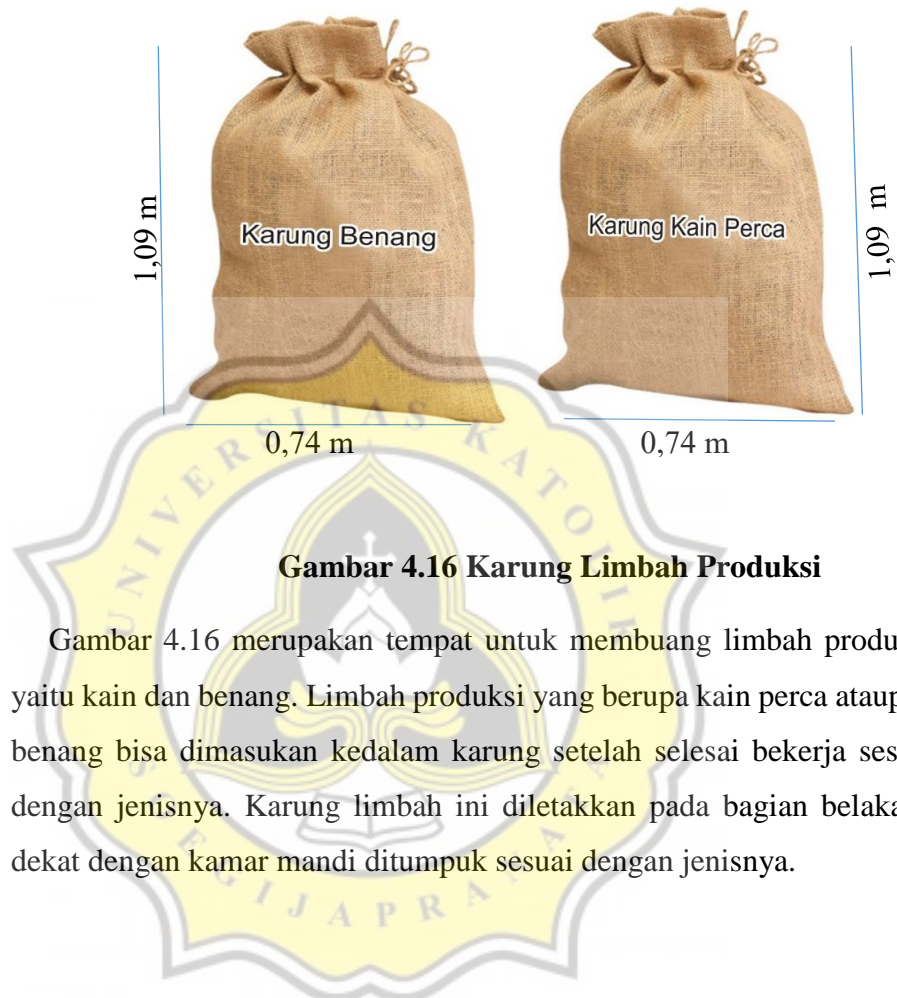 1,09 m
Karung Benang
Karung Kain Perca
1,09 m
0,74 m
0,74 m
UNIVERSITAS KATOLIK
SOEGIJAPRANATA
Gambar 4.16 Karung Limbah Produksi
Gambar 4.16 merupakan tempat untuk membuang limbah produ
yaitu kain dan benang. Limbah produksi yang berupa kain perca ataup
benang bisa dimasukan kedalam karung setelah selesai bekerja ses
dengan jenisnya. Karung limbah ini diletakkan pada bagian belaka
dekat dengan kamar mandi ditumpuk sesuai dengan jenisnya.